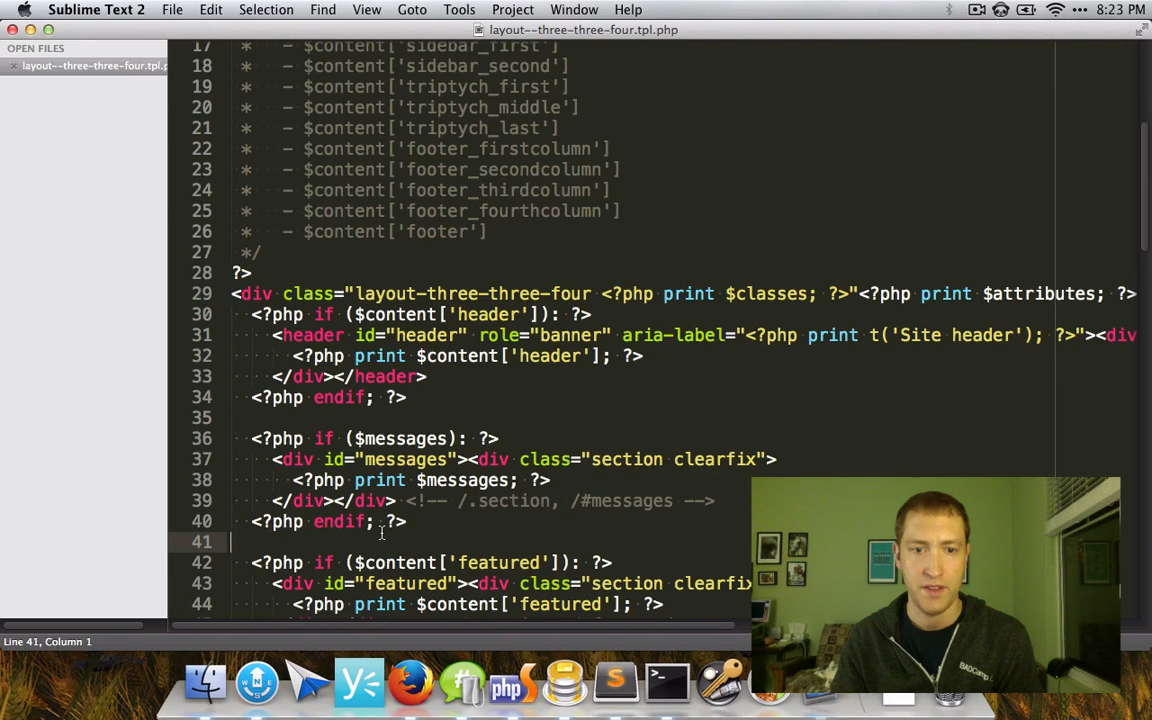 Sublime Text 2 File Edit Selection Find View Goto Tools Project Window Help 8:23 PM
layout--three-three-four.tpl.php
OPEN FILES
× layout--three-three-four.tpl.p
17 * - $content['sidebar_first']
18 * - $content['sidebar_second']
19 * - $content['triptych_first']
20 * - $content['triptych_middle']
21 * - $content['triptych_last']
22 * - $content['footer_firstcolumn']
23 * - $content['footer_secondcolumn']
24 * - $content['footer_thirdcolumn']
25 * - $content['footer_fourthcolumn']
26 * - $content['footer']
27 */
28 ?>
29 <div class="layout-three-three-four <?php print $classes; ?>"<?php print $attributes; ?>
30 <?php if ($content['header']): ?>
31 <header id="header" role="banner" aria-label="<?php print t('Site header'); ?>"><div
32 <?php print $content['header']; ?>
33 </div></header>
34 <?php endif; ?>
35
36 <?php if ($messages): ?>
37 <div id="messages"><div class="section clearfix">
38 <?php print $messages; ?>
39 </div></div> <!-- /.section, /#messages -->
40 <?php endif; ?>
41
42 <?php if ($content['featured']): ?>
43 <div id="featured"><div class="section clearfix
44 <?php print $content['featured']; ?>
Line 41, Column 1
php
BADCamp